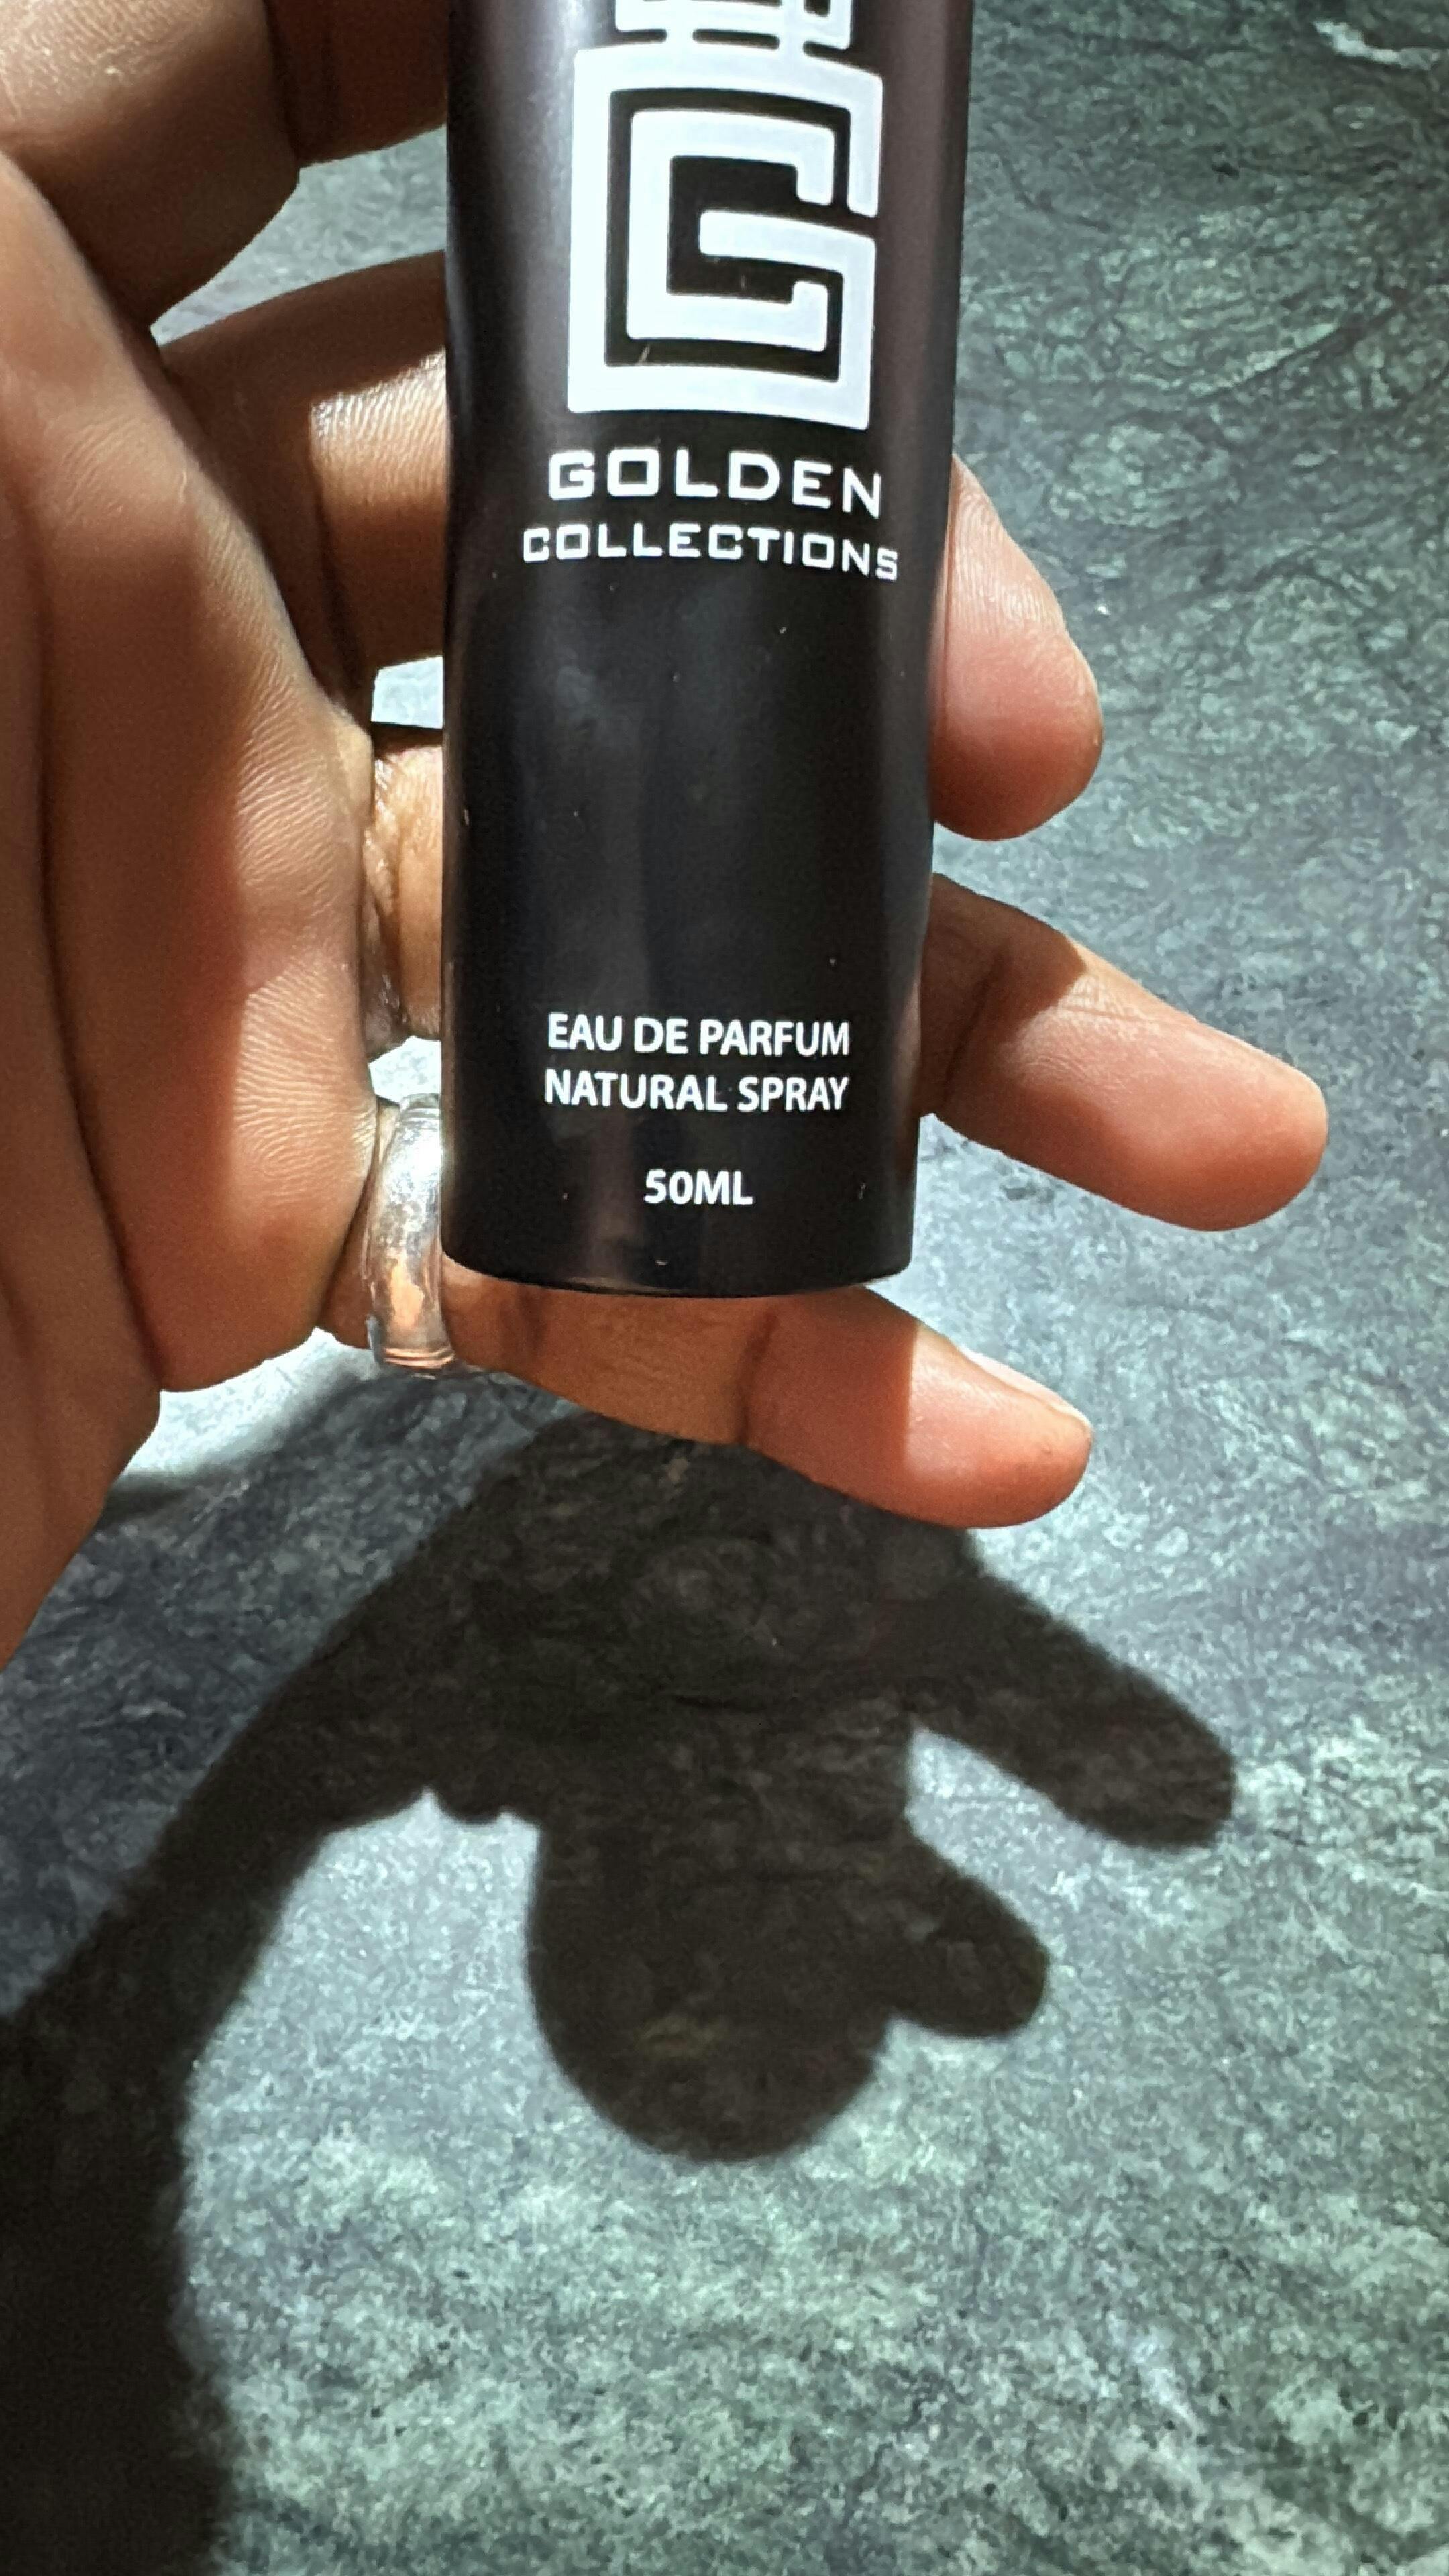 G
GOLDEN
COLLECTIONS
EAU DE PARFUM
NATURAL SPRAY
50ML